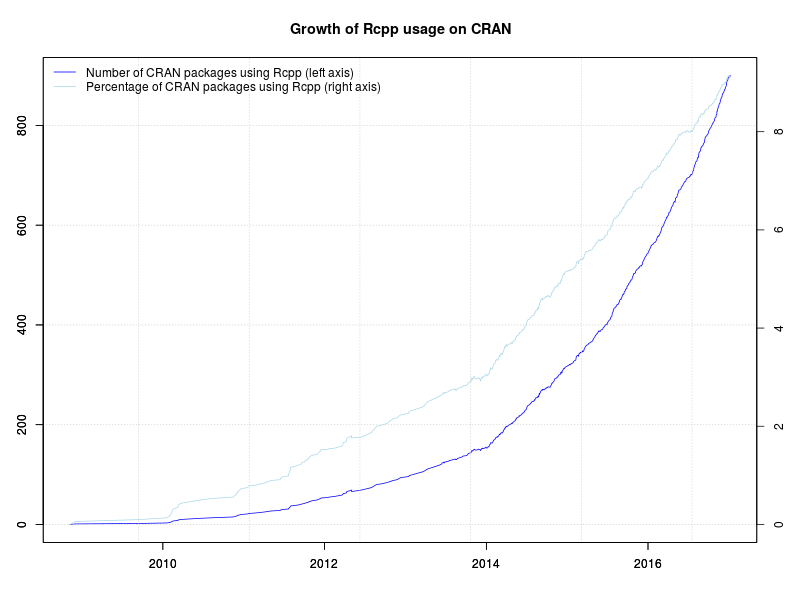 Growth of Rcpp usage on CRAN
Number of CRAN packages using Rcpp (left axis)
Percentage of CRAN packages using Rcpp (right axis)
800
600
400
200
0
8
6
4
2
0
2010 2012 2014 2016